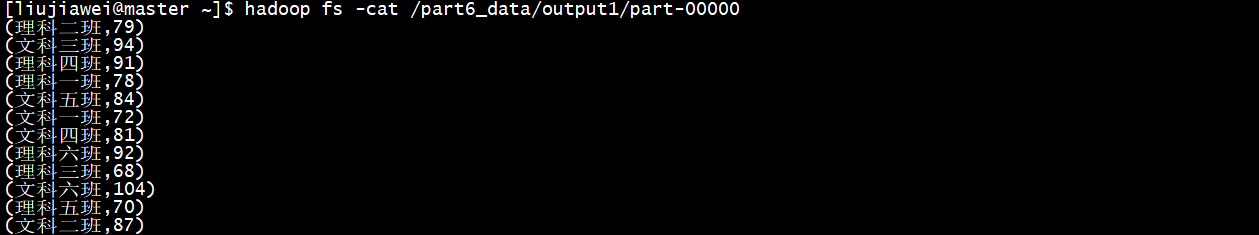 [liujiawei@master ~]$ hadoop fs -cat /part6_data/output1/part-00000
(理科二班,79)
(文科三班,94)
(理科四班,91)
(理科一班,78)
(文科五班,84)
(文科一班,72)
(文科四班,81)
(理科六班,92)
(理科三班,68)
(文科六班,104)
(理科五班,70)
(文科二班,87)